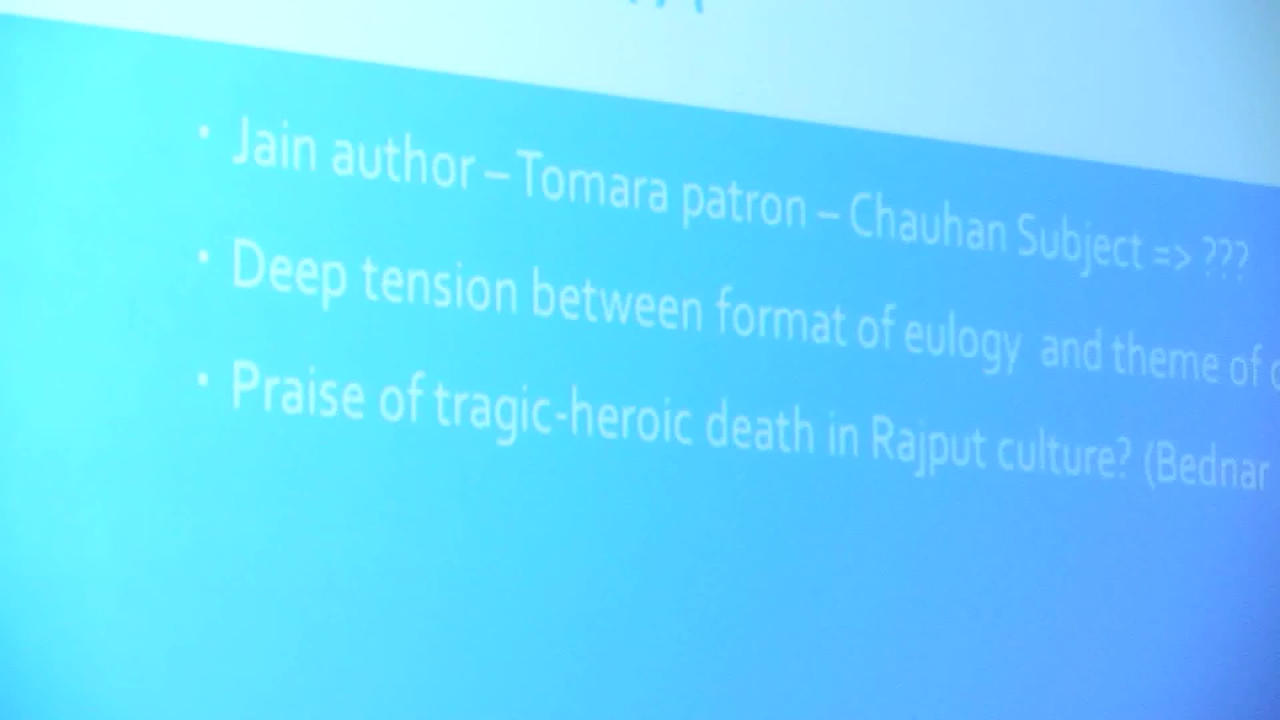 • Jain author – Tomara patron – Chauhan Subject => ???
• Deep tension between format of eulogy and theme of
• Praise of tragic-heroic death in Rajput culture? (Bednar